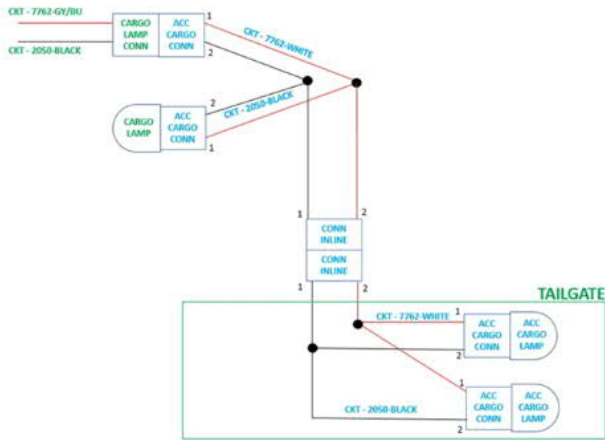 CKT - 7762-GY/BU
CKT - 2050-BLACK
CARGO
LAMP
CONN
ACC
CARGO
CONN
1
2
CKT - 7762-WHITE
CKT - 2050-BLACK
CARGO
LAMP
ACC
CARGO
CONN
2
1
1
2
CONN
INLINE
CONN
INLINE
1
2
TAILGATE
CKT - 7762-WHITE
1
2
ACC
CARGO
CONN
ACC
CARGO
LAMP
CKT - 2050-BLACK
1
2
ACC
CARGO
CONN
ACC
CARGO
LAMP